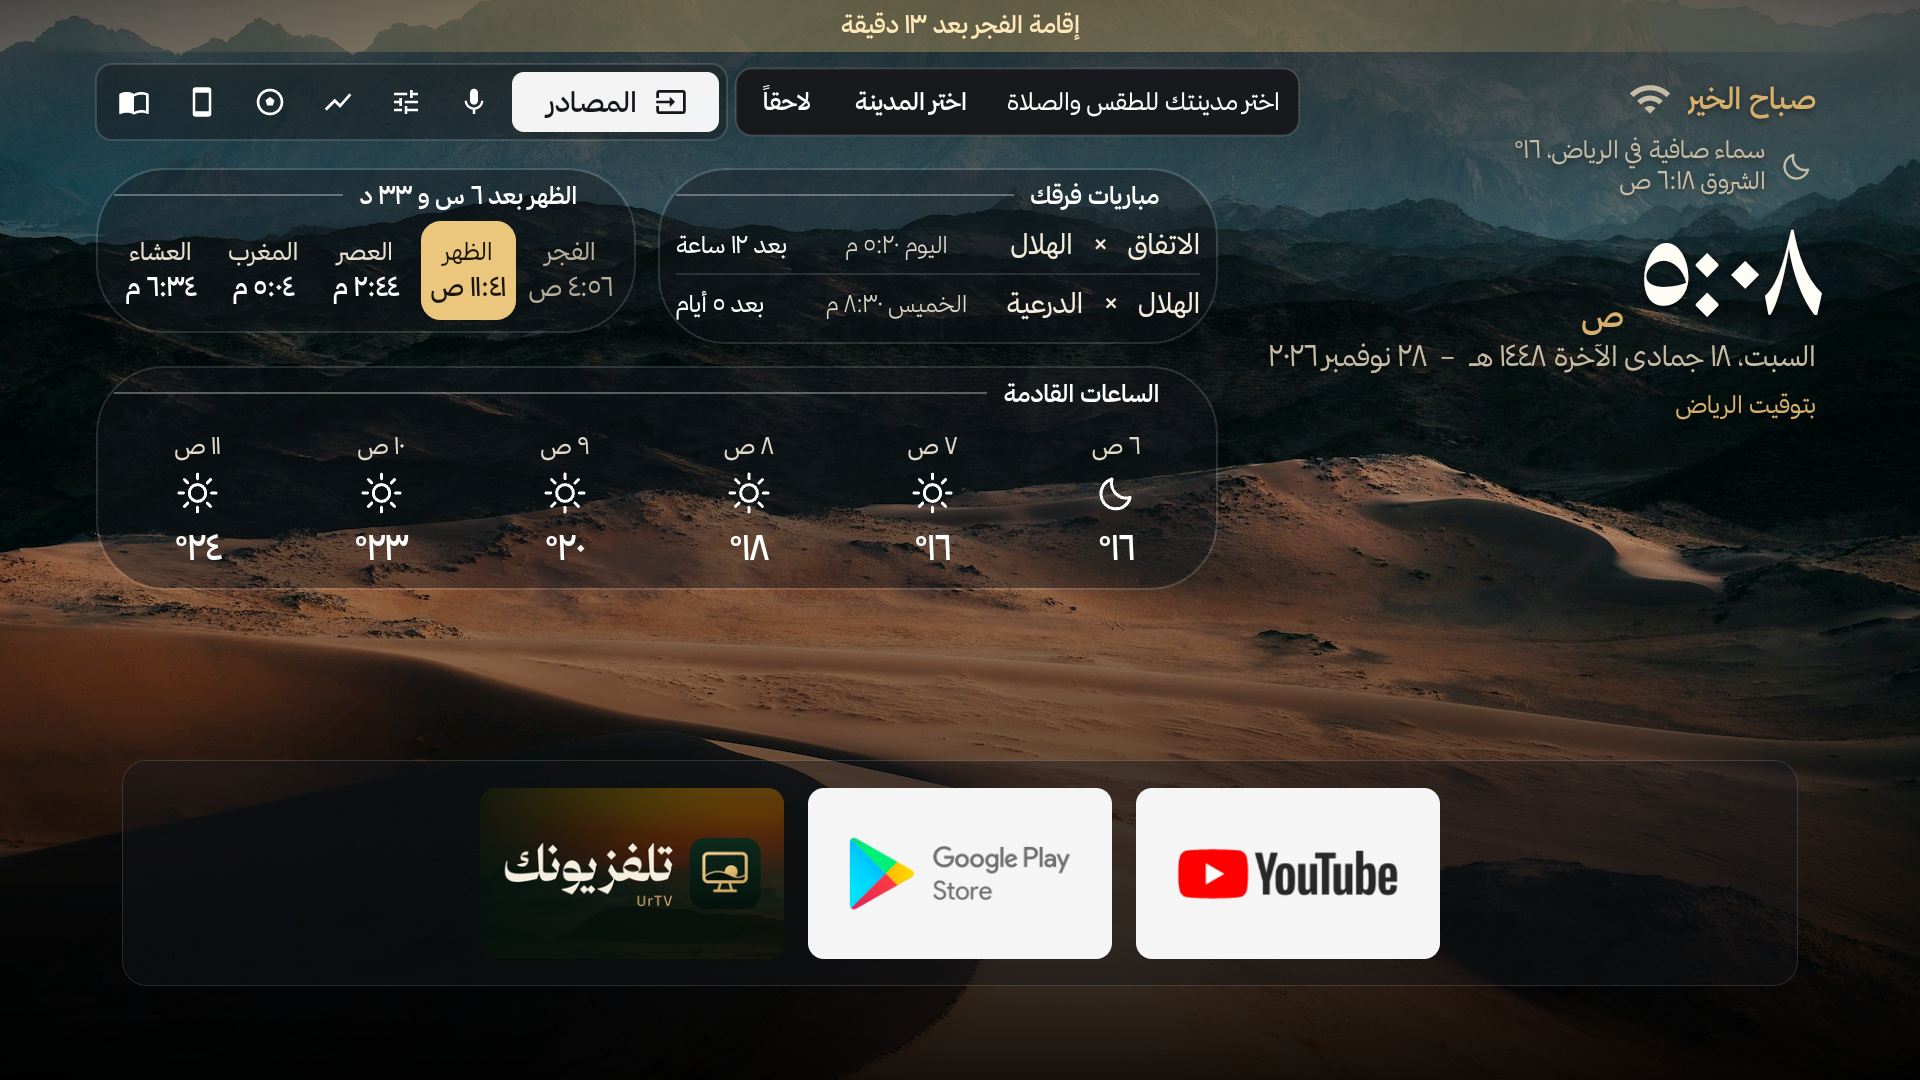 إقامة الفجر بعد ١٣ دقيقة
صباح الخير
سماء صافية في الرياض، ١٦°
الشروق ٦:١٨ ص
٥:٠٨ ص
السبت، ١٨ جمادى الآخرة ١٤٤٨ هـ – ٢٨ نوفمبر ٢٠٢٦
بتوقيت الرياض
اختر مدينتك للطقس والصلاة اختر المدينة لاحقاً
المصادر
مباريات فرقك
الاتفاق × الهلال اليوم ٥:٢٠ م بعد ١٢ ساعة
الهلال × الدرعية الخميس ٨:٣٠ م بعد ٥ أيام
الظهر بعد ٦ س و ٣٣ د
الفجر الظهر العصر المغرب العشاء
٤:٥٦ ص ١١:٤١ ص ٢:٤٤ م ٥:٠٤ م ٦:٣٤ م
الساعات القادمة
٦ ص ٧ ص ٨ ص ٩ ص ١٠ ص ١١ ص
١٦° ١٦° ١٨° ٢٠° ٢٣° ٢٤°
YouTube
Google Play
Store
تلفزيونك
UrTV